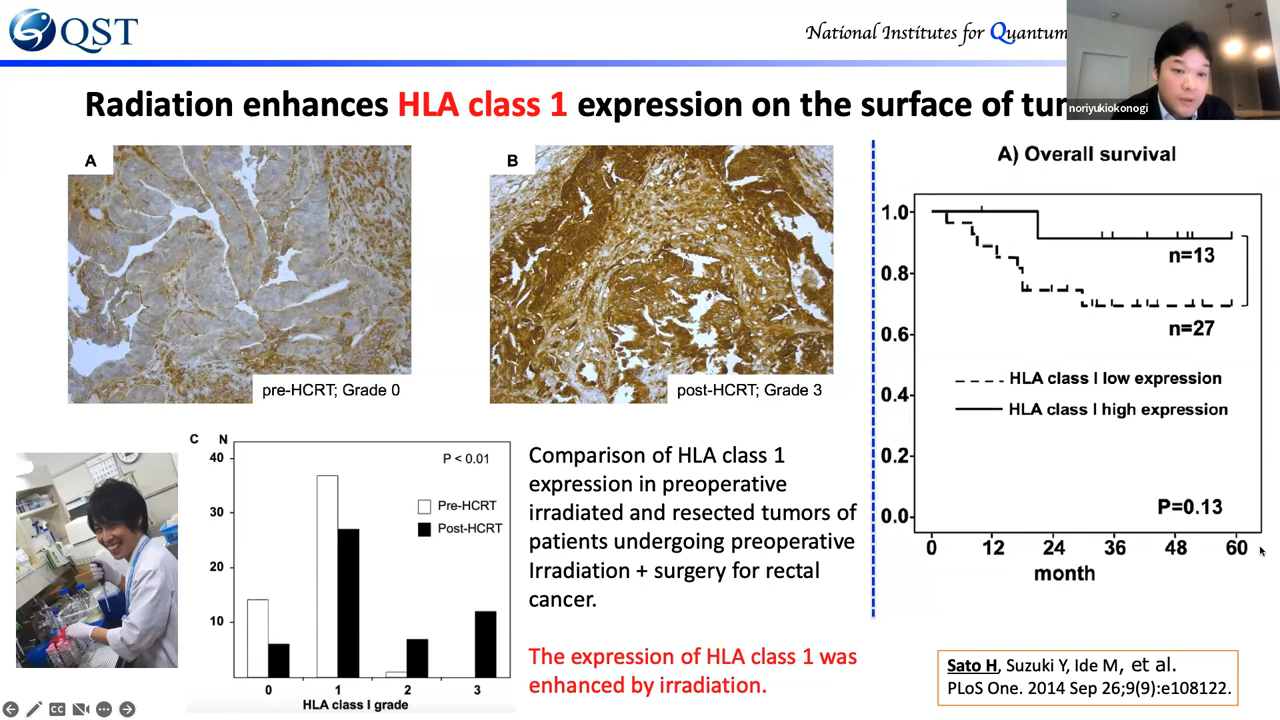 QST
National Institutes for Quantum
noriyukiokonogi
Radiation enhances HLA class 1 expression on the surface of tu
A
pre-HCRT; Grade 0
B
post-HCRT; Grade 3
C N
P < 0.01
40
30
20
10
Pre-HCRT
Post-HCRT
0 1 2 3
HLA class I grade
Comparison of HLA class 1
expression in preoperative
irradiated and resected tumors of
patients undergoing preoperative
Irradiation + surgery for rectal
cancer.
The expression of HLA class 1 was
enhanced by irradiation.
A) Overall survival
1.0
0.8
0.6
0.4
0.2
0.0
n=13
n=27
HLA class I low expression
HLA class I high expression
P=0.13
0 12 24 36 48 60
month
Sato H, Suzuki Y, Ide M, et al.
PLoS One. 2014 Sep 26;9(9):e108122.
CC